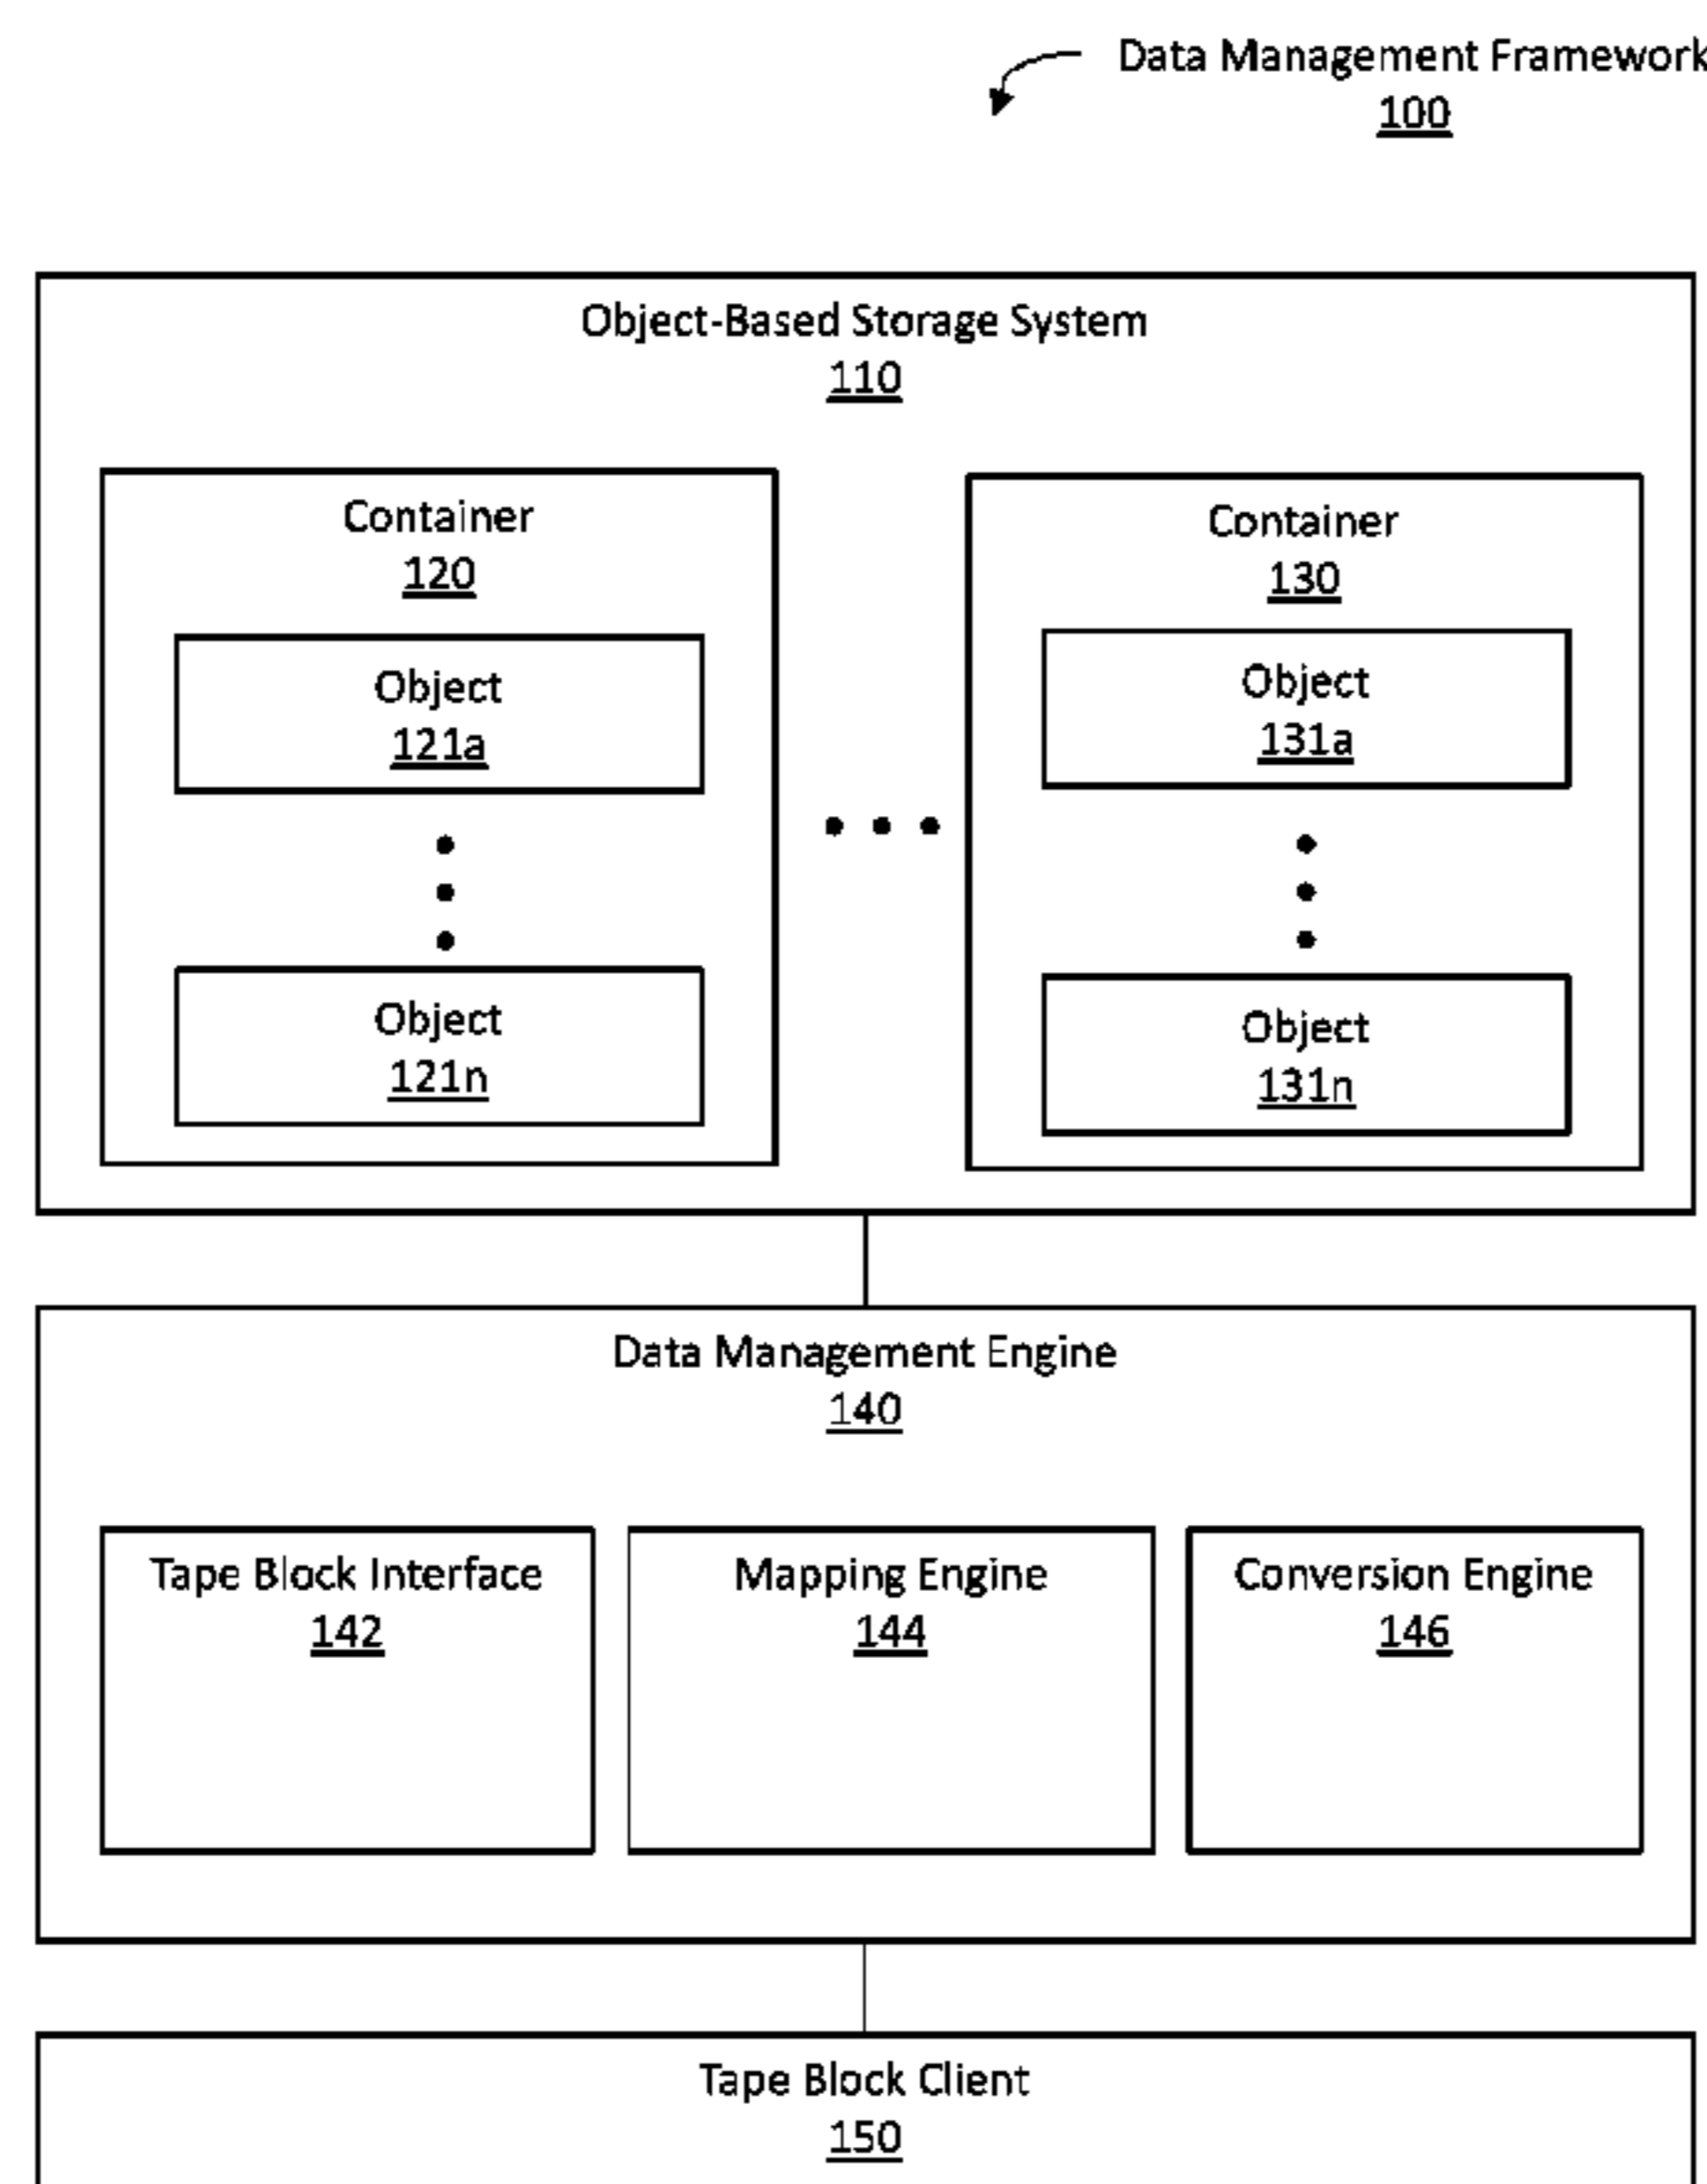 Data Management Framework
100
Object-Based Storage System
110
Container
120
Object
121a
Object
121n
Container
130
Object
131a
Object
131n
Data Management Engine
140
Tape Block Interface
142
Mapping Engine
144
Conversion Engine
146
Tape Block Client
150